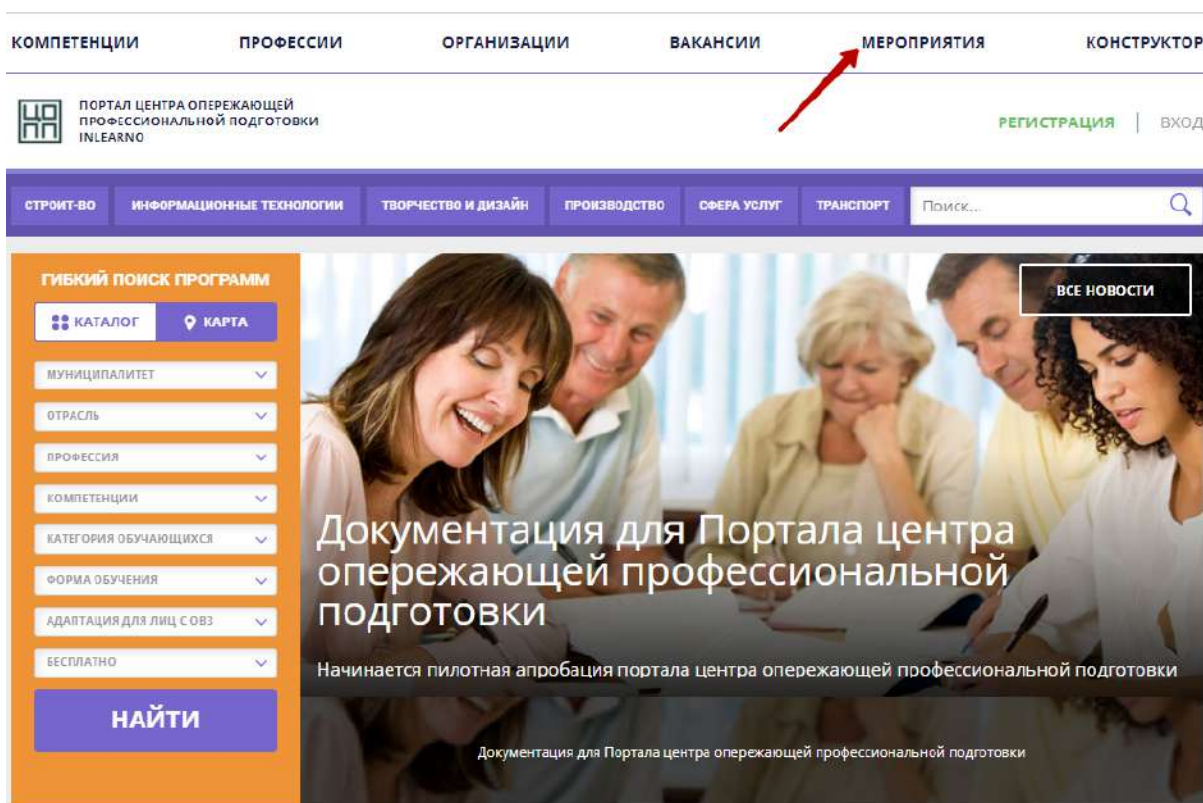 КОМПЕТЕНЦИИ ПРОФЕССИИ ОРГАНИЗАЦИИ ВАКАНСИИ МЕРОПРИЯТИЯ КОНСТРУКТОР
ЦОПП
ПОРТАЛ ЦЕНТРА ОПЕРЕЖАЮЩЕЙ
ПРОФЕССИОНАЛЬНОЙ ПОДГОТОВКИ
INLEARNO
РЕГИСТРАЦИЯ | ВХОД
СТРОИТ-ВО ИНФОРМАЦИОННЫЕ ТЕХНОЛОГИИ ТВОРЧЕСТВО И ДИЗАЙН ПРОИЗВОДСТВО СФЕРА УСЛУГ ТРАНСПОРТ Поиск...
ГИБКИЙ ПОИСК ПРОГРАММ
КАТАЛОГ КАРТА
МУНИЦИПАЛИТЕТ
ОТРАСЛЬ
ПРОФЕССИЯ
КОМПЕТЕНЦИИ
КАТЕГОРИЯ ОБУЧАЮЩИХСЯ
ФОРМА ОБУЧЕНИЯ
АДАПТАЦИЯ ДЛЯ ЛИЦ С ОВЗ
БЕСПЛАТНО
НАЙТИ
ВСЕ НОВОСТИ
Документация для Портала центра
опережающей профессиональной
подготовки
Начинается пилотная апробация портала центра опережающей профессиональной подготовки
Документация для Портала центра опережающей профессиональной подготовки